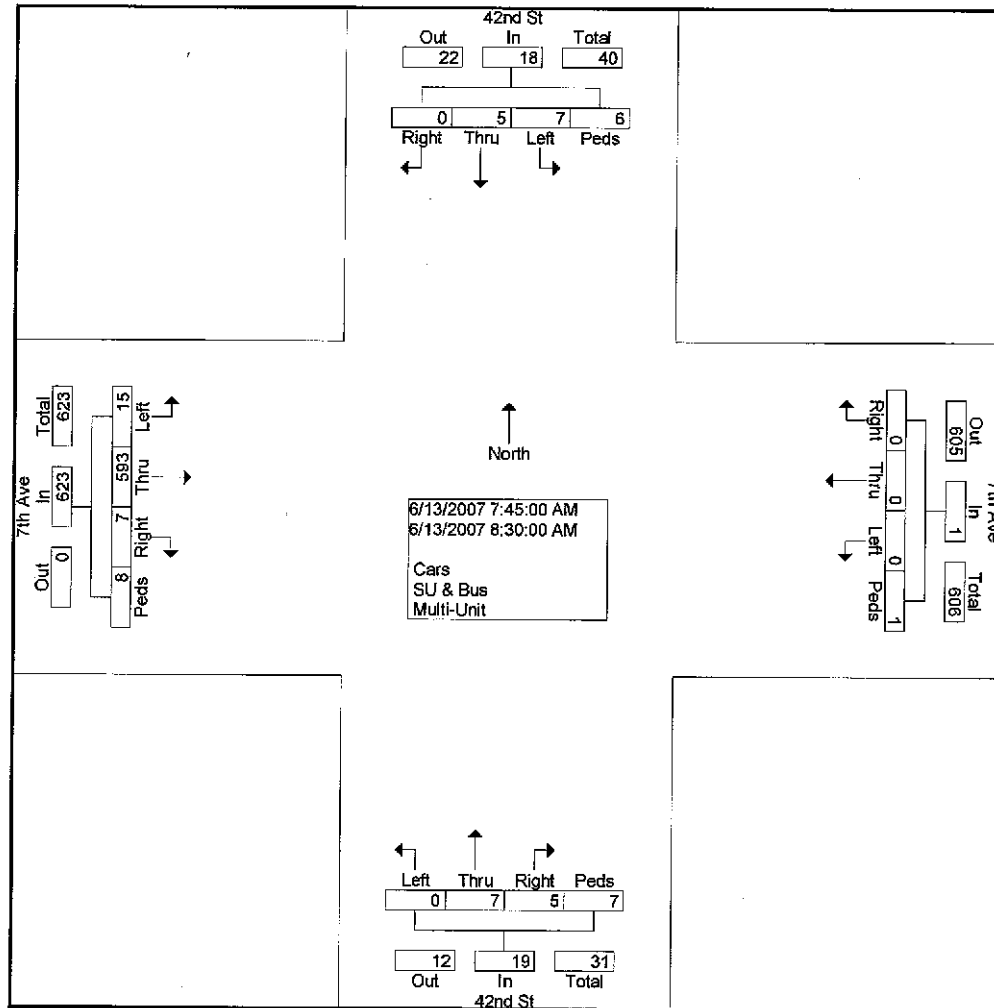 42nd St
Out In Total
22 18 40
0 5 7 6
Right Thru Left Peds
North
6/13/2007 7:45:00 AM
6/13/2007 8:30:00 AM
Cars
SU & Bus
Multi-Unit
7th Ave
Total In Out
623 623 0
15 593 7 8
Left Thru Right Peds
7th Ave
Out In Total
605 1 606
0 0 0 1
Right Thru Left Peds
Left Thru Right Peds
0 7 5 7
12 19 31
Out In Total
42nd St